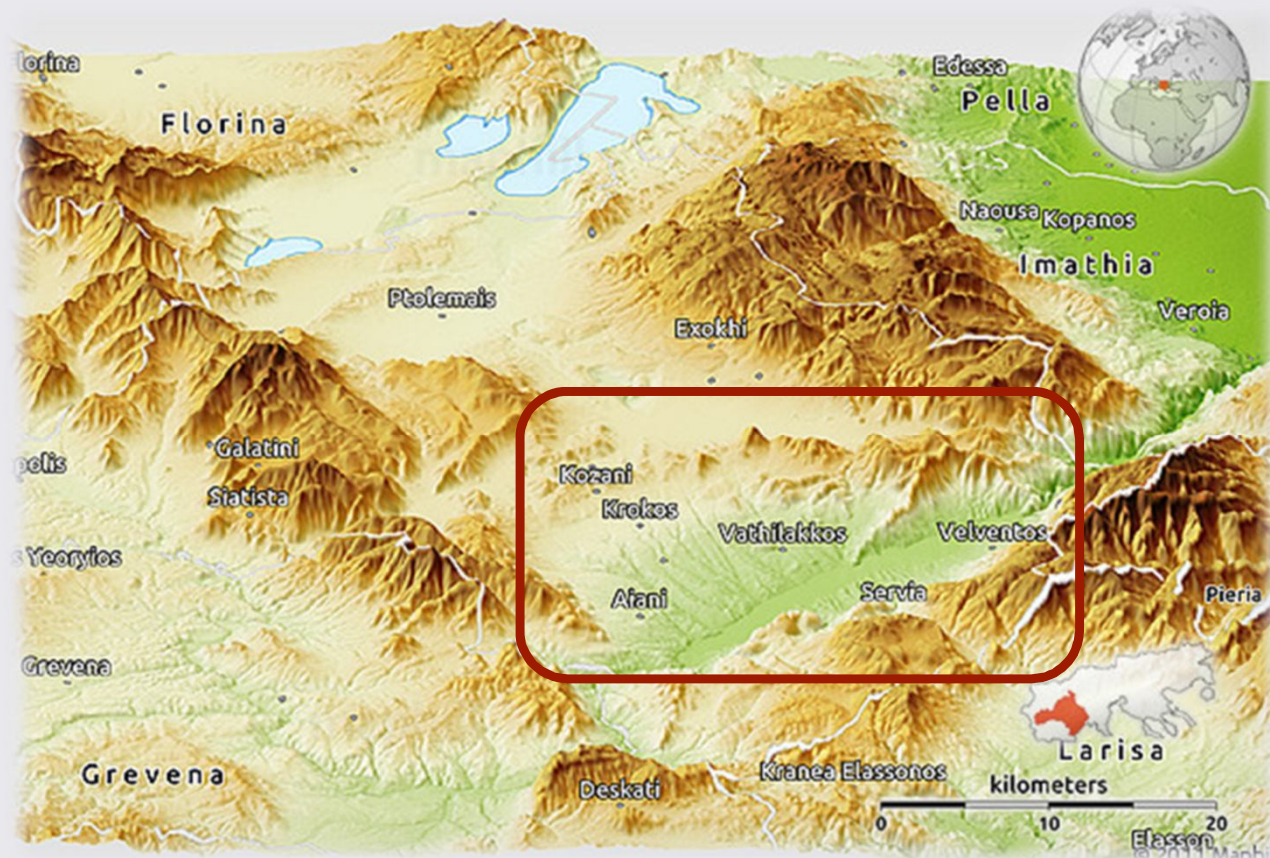 lorina
Edessa
Pella
Florina
Naousa
Kopanos
Imathia
Ptolemais
Veroia
Exokhi
Galatini
polis
Kozani
Siatista
Krokos
Vathilakkos
Velventos
s Yeoryios
Aiani
Servia
Pieria
Grevena
Larisa
Grevena
Kranea Elassonos
Deskati
kilometers
0 10 20
Elasson